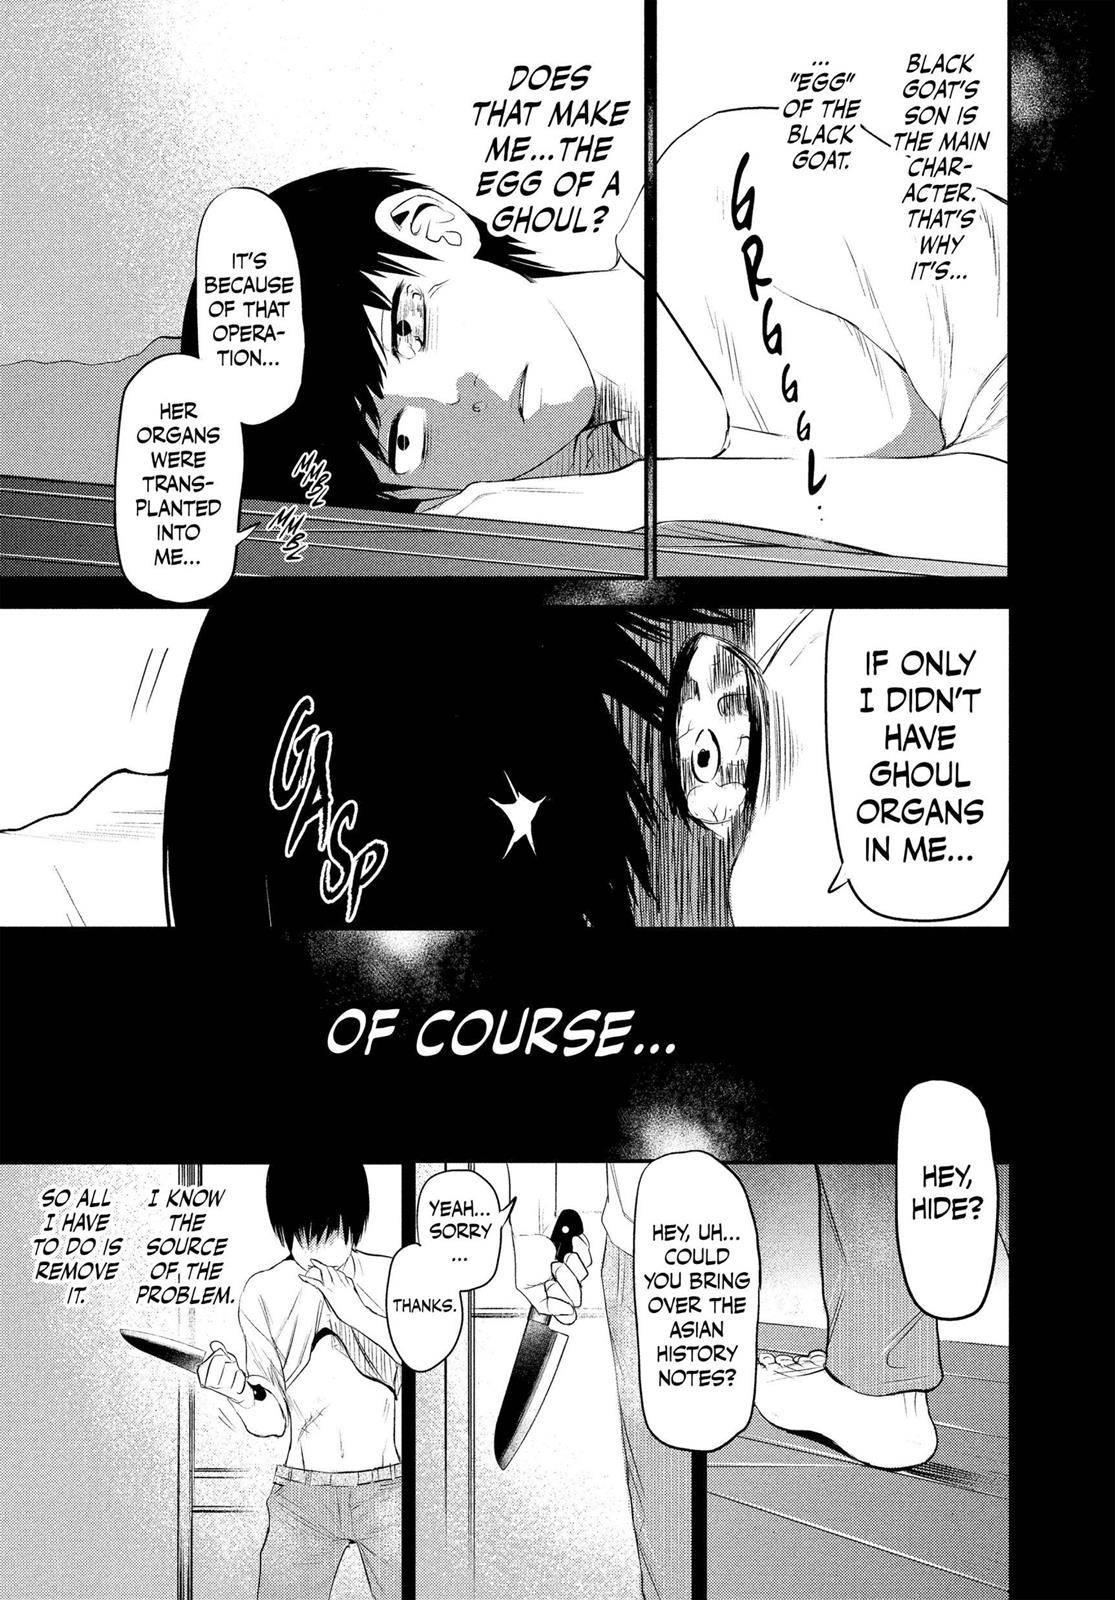 BLACK
GOAT'S
SON IS
THE MAIN
CHAR-
ACTER.
THAT'S
WHY
IT'S...
...
"EGG"
OF THE
BLACK
GOAT.
GRGGGGL
DOES
THAT MAKE
ME...THE
EGG OF A
GHOUL?
IT'S
BECAUSE
OF THAT
OPERA-
TION...
HER
ORGANS
WERE
TRANS-
PLANTED
INTO
ME...
MMBL
MMBL
IF ONLY
I DIDN'T
HAVE
GHOUL
ORGANS
IN ME...
GASP
OF COURSE...
HEY,
HIDE?
HEY, UH...
COULD
YOU BRING
OVER THE
ASIAN
HISTORY
NOTES?
YEAH...
SORRY
...
THANKS.
I KNOW
THE
SOURCE
OF THE
PROBLEM.
SO ALL
I HAVE
TO DO IS
REMOVE
IT.